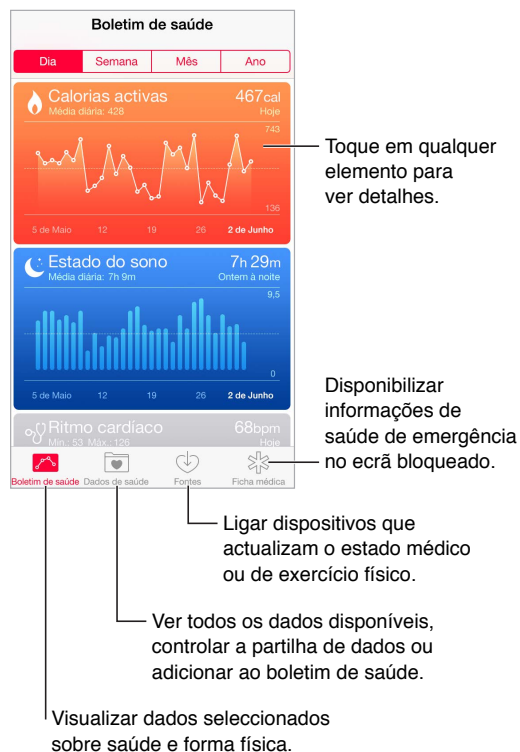 Boletim de saúde
Dia Semana Mês Ano
Calorias activas 467cal
Média diária: 428 Hoje
743
136
5 de Maio 12 19 26 2 de Junho
Toque em qualquer
elemento para
ver detalhes.
Estado do sono 7h 29m
Média diária: 7h 9m Ontem à noite
9,5
0
5 de Maio 12 19 26 2 de Junho
Ritmo cardíaco 68bpm
Mín.: 53 Máx.: 126 Hoje
Disponibilizar
informações de
saúde de emergência
no ecrã bloqueado.
Boletim de saúde Dados de saúde Fontes Ficha médica
Ligar dispositivos que
actualizam o estado médico
ou de exercício físico.
Ver todos os dados disponíveis,
controlar a partilha de dados ou
adicionar ao boletim de saúde.
Visualizar dados seleccionados
sobre saúde e forma física.